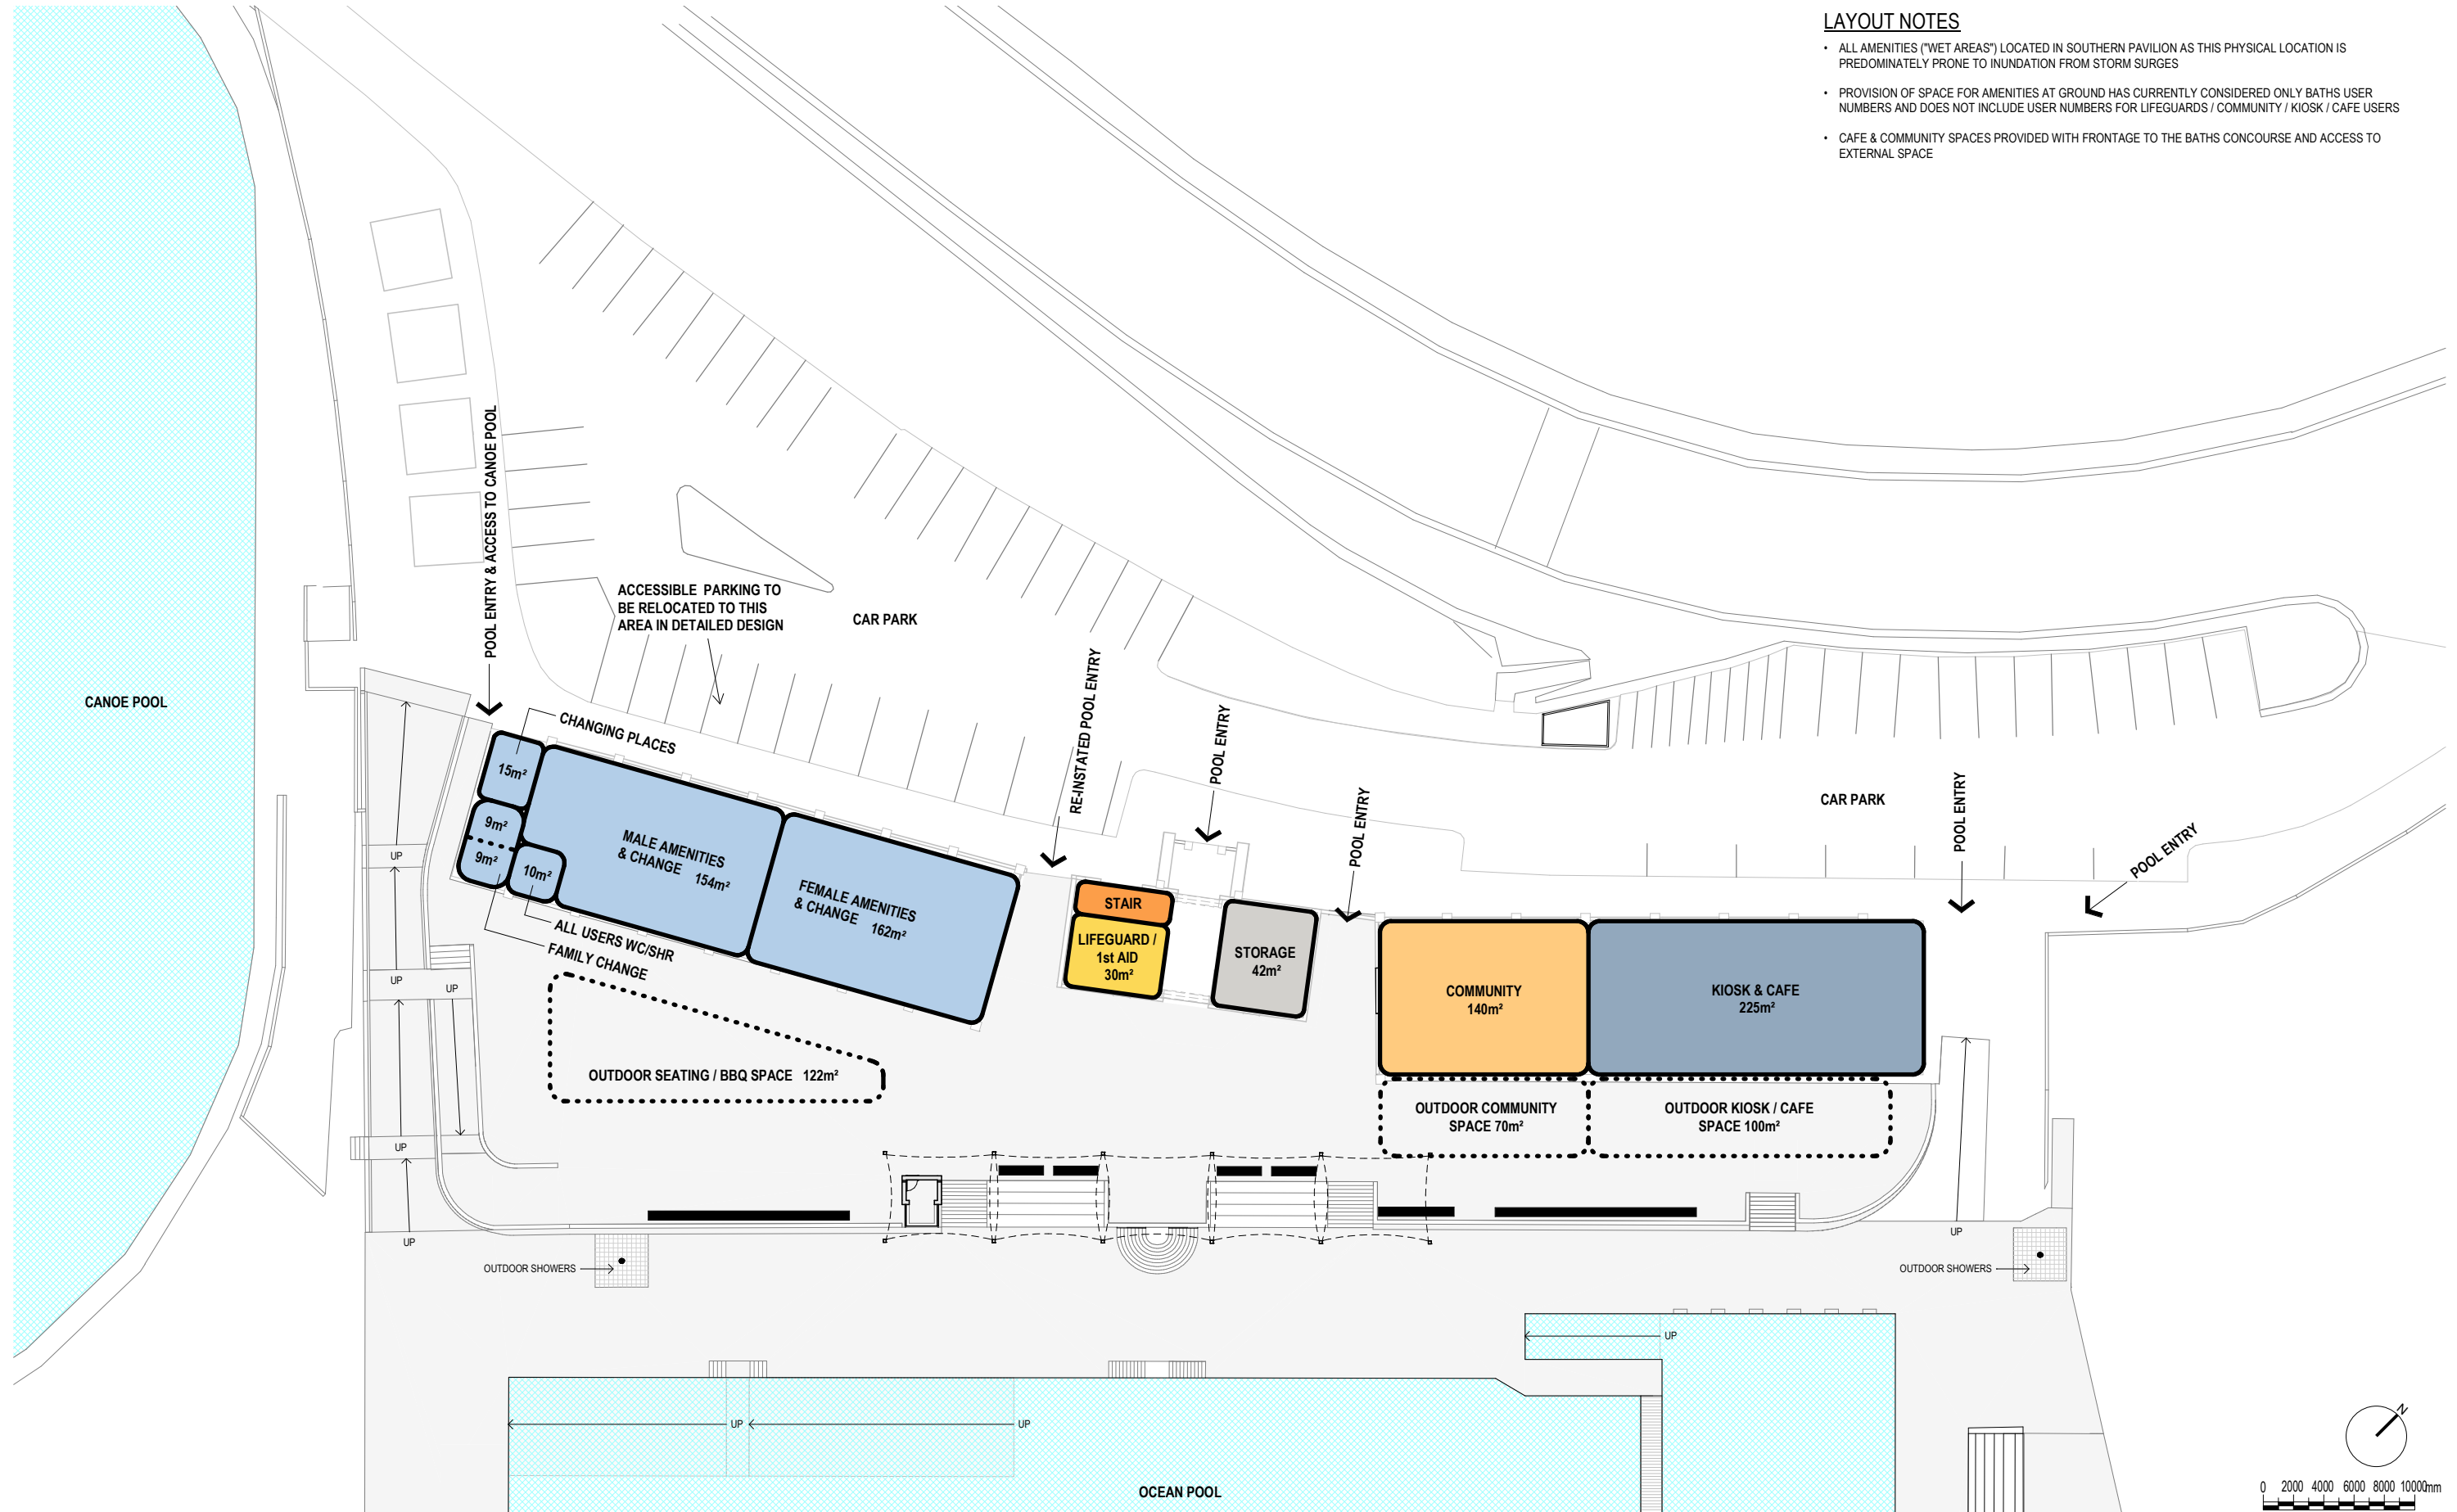 LAYOUT NOTES
• ALL AMENITIES ("WET AREAS") LOCATED IN SOUTHERN PAVILION AS THIS PHYSICAL LOCATION IS
PREDOMINATELY PRONE TO INUNDATION FROM STORM SURGES
• PROVISION OF SPACE FOR AMENITIES AT GROUND HAS CURRENTLY CONSIDERED ONLY BATHS USER
NUMBERS AND DOES NOT INCLUDE USER NUMBERS FOR LIFEGUARDS / COMMUNITY / KIOSK / CAFE USERS
• CAFE & COMMUNITY SPACES PROVIDED WITH FRONTAGE TO THE BATHS CONCOURSE AND ACCESS TO
EXTERNAL SPACE
POOL ENTRY & ACCESS TO CANOE POOL
ACCESSIBLE PARKING TO
BE RELOCATED TO THIS
AREA IN DETAILED DESIGN
CAR PARK
CANOE POOL
CHANGING PLACES
RE-INSTATED POOL ENTRY
POOL ENTRY
POOL ENTRY
CAR PARK
POOL ENTRY
POOL ENTRY
15m²
9m²
9m²
10m²
MALE AMENITIES
& CHANGE 154m²
FEMALE AMENITIES
& CHANGE 162m²
ALL USERS WC/SHR
FAMILY CHANGE
STAIR
LIFEGUARD /
1st AID
30m²
STORAGE
42m²
COMMUNITY
140m²
KIOSK & CAFE
225m²
OUTDOOR SEATING / BBQ SPACE 122m²
OUTDOOR COMMUNITY
SPACE 70m²
OUTDOOR KIOSK / CAFE
SPACE 100m²
UP
UP
UP
UP
UP
UP
OUTDOOR SHOWERS
OUTDOOR SHOWERS
UP
UP
UP
OCEAN POOL
N
0 2000 4000 6000 8000 10000mm